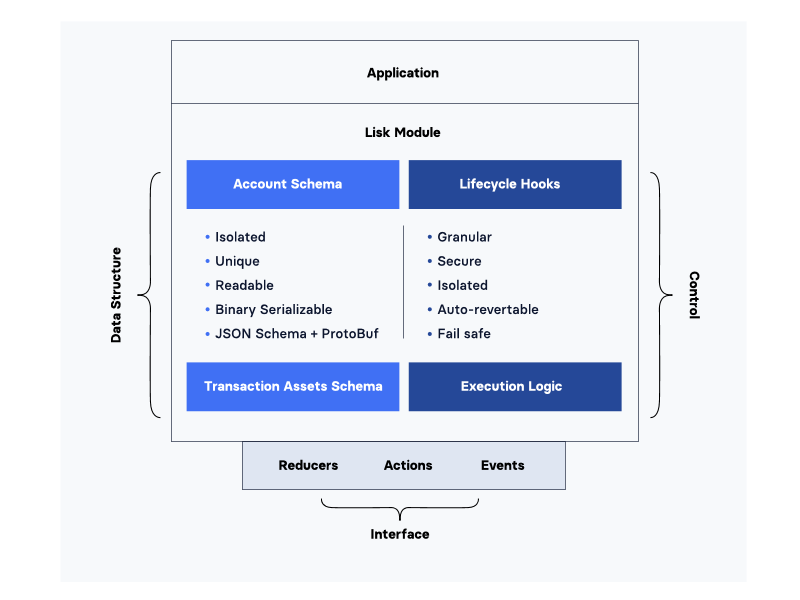 Application
Lisk Module
Account Schema
Lifecycle Hooks
• Isolated
• Unique
• Readable
• Binary Serializable
• JSON Schema + ProtoBuf
• Granular
• Secure
• Isolated
• Auto-revertable
• Fail safe
Transaction Assets Schema
Execution Logic
Data Structure
Control
Reducers Actions Events
Interface